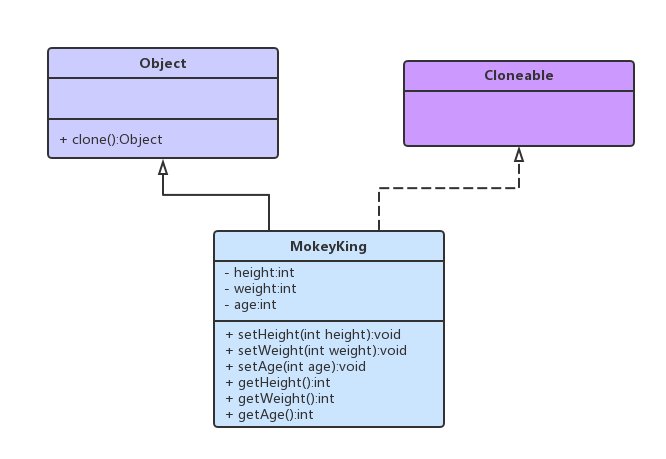 Object
+ clone():Object
Cloneable
MokeyKing
- height:int
- weight:int
- age:int
+ setHeight(int height):void
+ setWeight(int weight):void
+ setAge(int age):void
+ getHeight():int
+ getWeight():int
+ getAge():int